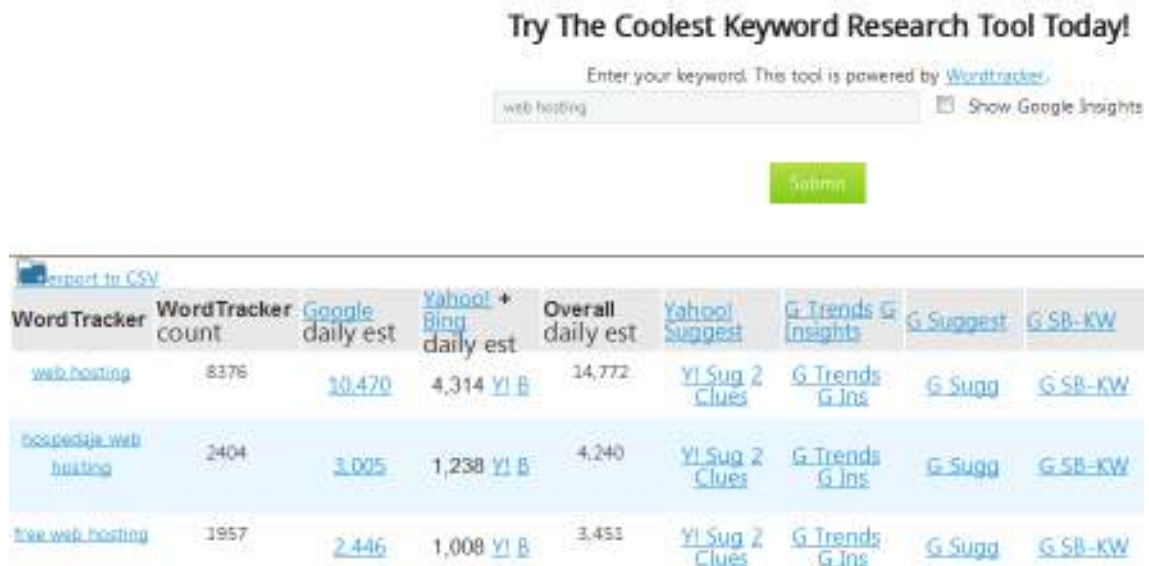 Try The Coolest Keyword Research Tool Today!
Enter your keyword. This tool is powered by Wordtracker.
web hosting Show Google Insights
Submit
export to CSV
WordTracker WordTracker count Google daily est Yahoo! + Bing daily est Overall daily est Yahoo! Suggest G Trends G Insights G Suggest G SB-KW
web hosting 8376 10,470 4,314 Y! B 14,772 Y! Sug 2 Clues G Trends G Ins G Sugg G SB-KW
hospedaje web hosting 2404 3,005 1,238 Y! B 4,240 Y! Sug 2 Clues G Trends G Ins G Sugg G SB-KW
free web hosting 1957 2,446 1,008 Y! B 3,451 Y! Sug 2 Clues G Trends G Ins G Sugg G SB-KW